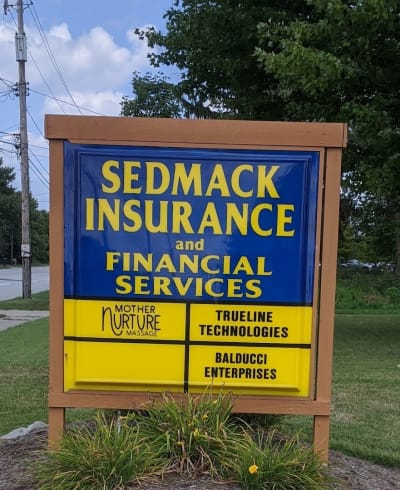 SEDMACK
INSURANCE
and
FINANCIAL
SERVICES
MOTHER
nURTURE
MASSAGE
TRUELINE
TECHNOLOGIES
BALDUCCI
ENTERPRISES